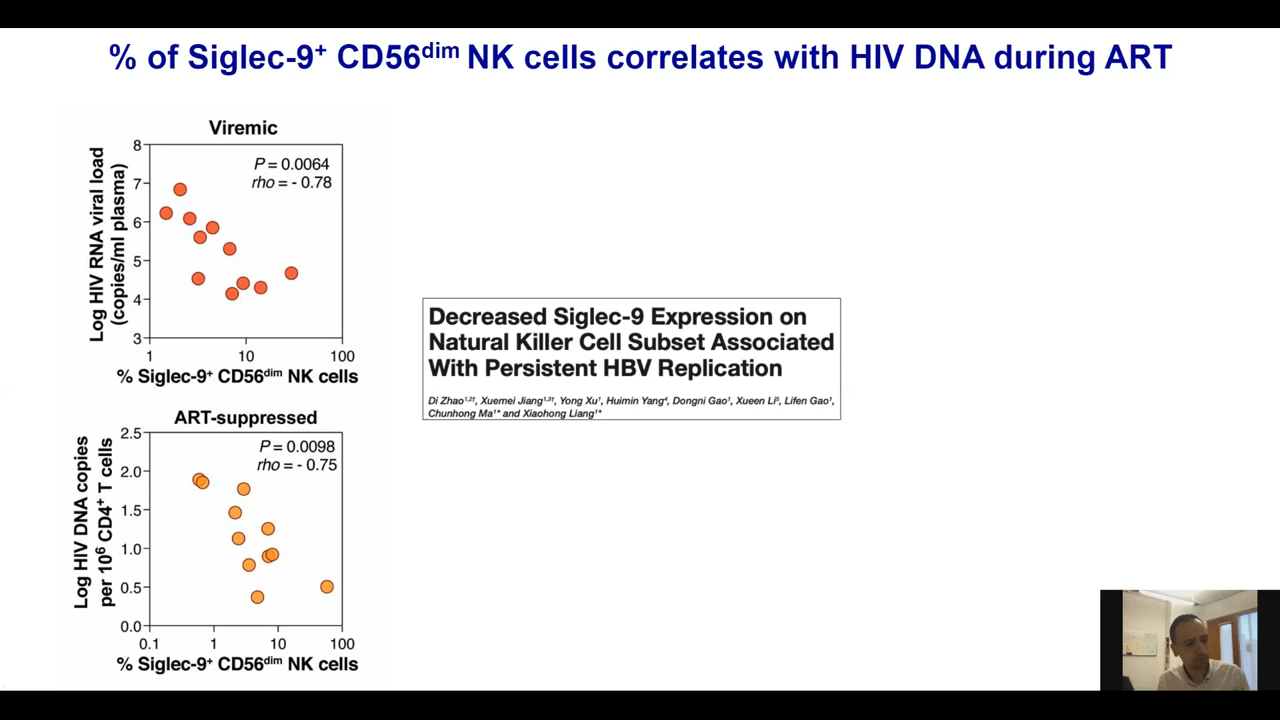 % of Siglec-9⁺ CD56ᵈⁱᵐ NK cells correlates with HIV DNA during ART
Viremic
Log HIV RNA viral load
(copies/ml plasma)
8
7
6
5
4
3
P = 0.0064
rho = - 0.78
1
10
100
% Siglec-9⁺ CD56ᵈⁱᵐ NK cells
ART-suppressed
Log HIV DNA copies
per 10⁶ CD4⁺ T cells
2.5
2.0
1.5
1.0
0.5
0.0
P = 0.0098
rho = - 0.75
0.1
1
10
100
% Siglec-9⁺ CD56ᵈⁱᵐ NK cells
Decreased Siglec-9 Expression on
Natural Killer Cell Subset Associated
With Persistent HBV Replication
Di Zhao¹,²†, Xuemei Jiang¹,³†, Yong Xu¹, Huimin Yang⁴, Dongni Gao¹, Xueen Li⁵, Lifen Gao¹,
Chunhong Ma¹* and Xiaohong Liang¹*